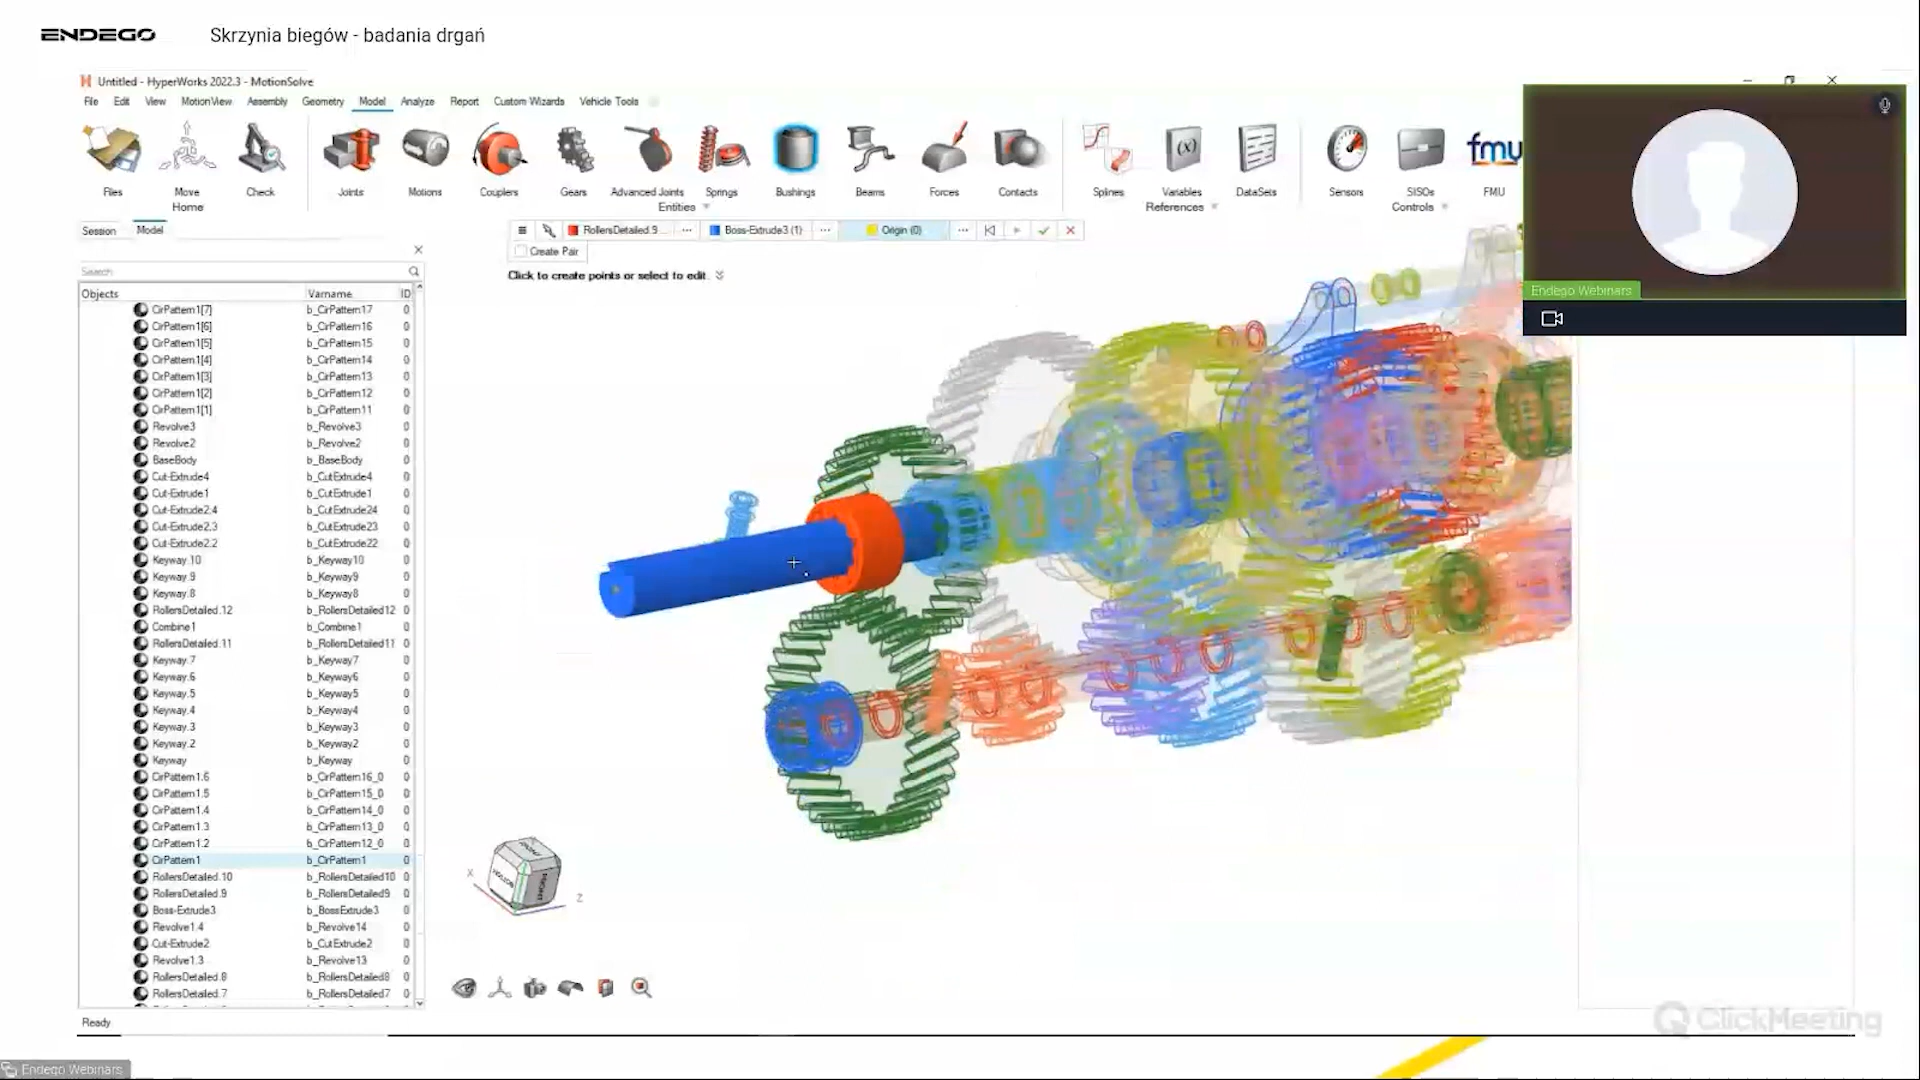 ENDEGO
Skrzynia biegów - badania drgań
Untitled - HyperWorks 2022.3 - MotionSolve
File Edit View MotionView Assembly Geometry Model Analyze Report Custom Wizards Vehicle Tools
Files Move Check Joints Motions Couplers Gears Advanced Joints Springs Bushings Beams Forces Contacts Splines Variables DataSets Sensors SISOs FMU
fmu
(x)
Home Entities References Controls
Session Model
RollersDetailed.9 ... Boss-Extrude3 (1) ... Origin (0) ...
Create Pair
Click to create points or select to edit.
Search
Objects Varname ID
CirPattern1[7] b_CirPattern17 0
CirPattern1[6] b_CirPattern16 0
CirPattern1[5] b_CirPattern15 0
CirPattern1[4] b_CirPattern14 0
CirPattern1[3] b_CirPattern13 0
CirPattern1[2] b_CirPattern12 0
CirPattern1[1] b_CirPattern11 0
Revolve3 b_Revolve3 0
Revolve2 b_Revolve2 0
BaseBody b_BaseBody 0
Cut-Extrude4 b_CutExtrude4 0
Cut-Extrude1 b_CutExtrude1 0
Cut-Extrude2.4 b_CutExtrude24 0
Cut-Extrude2.3 b_CutExtrude23 0
Cut-Extrude2.2 b_CutExtrude22 0
Keyway.10 b_Keyway10 0
Keyway.9 b_Keyway9 0
Keyway.8 b_Keyway8 0
RollersDetailed.12 b_RollersDetailed12 0
Combine1 b_Combine1 0
RollersDetailed.11 b_RollersDetailed11 0
Keyway.7 b_Keyway7 0
Keyway.6 b_Keyway6 0
Keyway.5 b_Keyway5 0
Keyway.4 b_Keyway4 0
Keyway.3 b_Keyway3 0
Keyway.2 b_Keyway2 0
Keyway b_Keyway 0
CirPattern1.6 b_CirPattern16_0 0
CirPattern1.5 b_CirPattern15_0 0
CirPattern1.4 b_CirPattern14_0 0
CirPattern1.3 b_CirPattern13_0 0
CirPattern1.2 b_CirPattern12_0 0
CirPattern1 b_CirPattern1 0
RollersDetailed.10 b_RollersDetailed10 0
RollersDetailed.9 b_RollersDetailed9 0
Boss-Extrude3 b_BossExtrude3 0
Revolve1.4 b_Revolve14 0
Cut-Extrude2 b_CutExtrude2 0
Revolve1.3 b_Revolve13 0
RollersDetailed.8 b_RollersDetailed8 0
RollersDetailed.7 b_RollersDetailed7 0
X Z
Ready
Endego Webinars
ClickMeeting
Endego Webinars